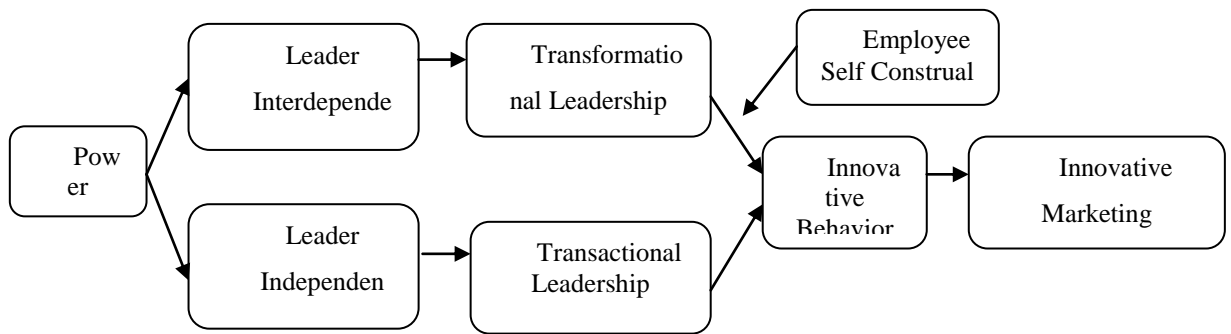 Leader
Interdepende
Transformatio
nal Leadership
Employee
Self Construal
Pow
er
Innova
tive
Behavior
Innovative
Marketing
Leader
Independen
Transactional
Leadership